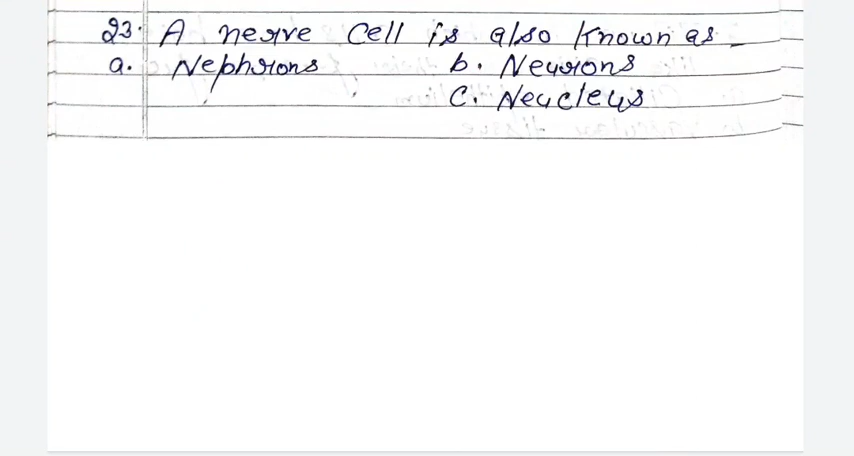 23. A nerve cell is also known as -
a. Nephrons b. Neurons
c. Neucleus